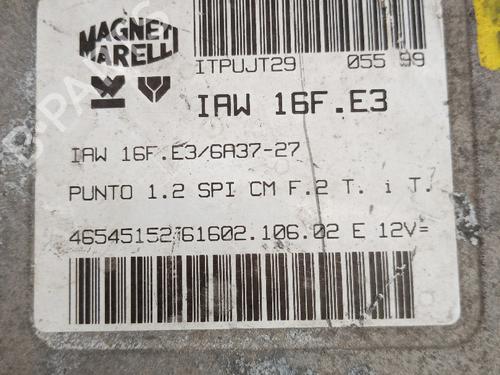 MAGNETI
MARELLI
ITPUJT29 055 99
IAW 16F.E3
IAW 16F.E3/6A37-27
PUNTO 1.2 SPI CM F.2 T. i T.
46545152 61602.106.02 E 12V=